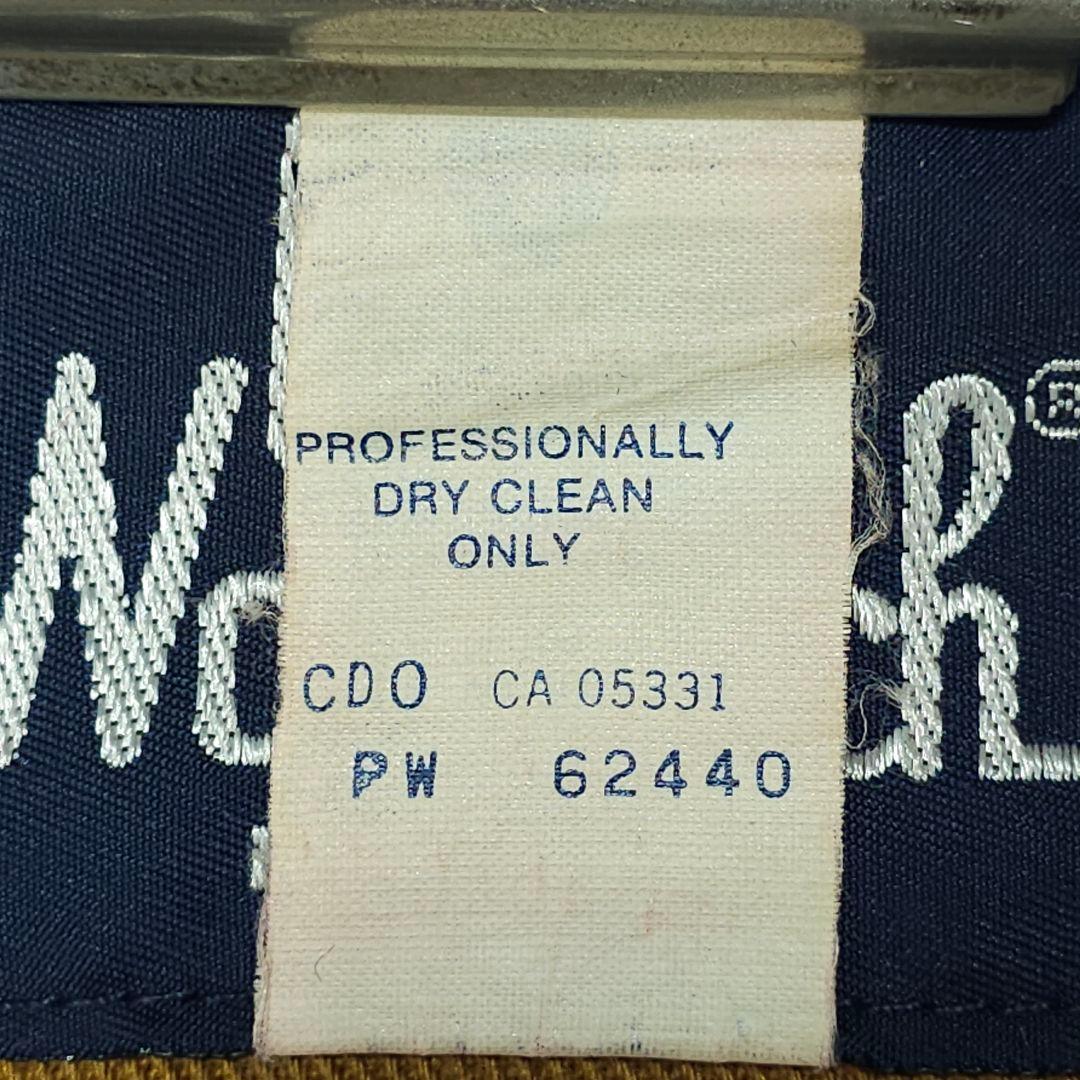 PROFESSIONALLY
DRY CLEAN
ONLY
CDO CA 05331
PW 62440
®